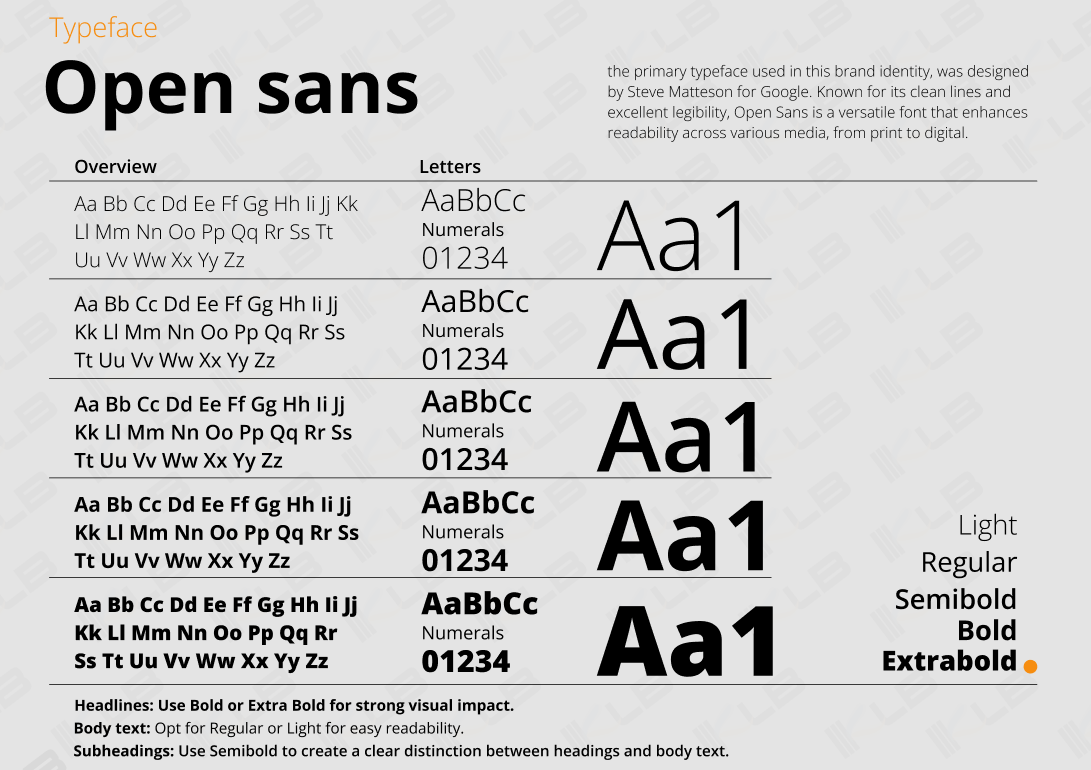 Typeface
Open sans
the primary typeface used in this brand identity, was designed
by Steve Matteson for Google. Known for its clean lines and
excellent legibility, Open Sans is a versatile font that enhances
readability across various media, from print to digital.
Overview
Letters
Aa Bb Cc Dd Ee Ff Gg Hh Ii Jj Kk
Ll Mm Nn Oo Pp Qq Rr Ss Tt
Uu Vv Ww Xx Yy Zz
AaBbCc
Numerals
01234
Aa1
Aa Bb Cc Dd Ee Ff Gg Hh Ii Jj
Kk Ll Mm Nn Oo Pp Qq Rr Ss
Tt Uu Vv Ww Xx Yy Zz
AaBbCc
Numerals
01234
Aa1
Aa Bb Cc Dd Ee Ff Gg Hh Ii Jj
Kk Ll Mm Nn Oo Pp Qq Rr Ss
Tt Uu Vv Ww Xx Yy Zz
AaBbCc
Numerals
01234
Aa1
Aa Bb Cc Dd Ee Ff Gg Hh Ii Jj
Kk Ll Mm Nn Oo Pp Qq Rr Ss
Tt Uu Vv Ww Xx Yy Zz
AaBbCc
Numerals
01234
Aa1
Aa Bb Cc Dd Ee Ff Gg Hh Ii Jj
Kk Ll Mm Nn Oo Pp Qq Rr
Ss Tt Uu Vv Ww Xx Yy Zz
AaBbCc
Numerals
01234
Aa1
Light
Regular
Semibold
Bold
Extrabold
Headlines: Use Bold or Extra Bold for strong visual impact.
Body text: Opt for Regular or Light for easy readability.
Subheadings: Use Semibold to create a clear distinction between headings and body text.